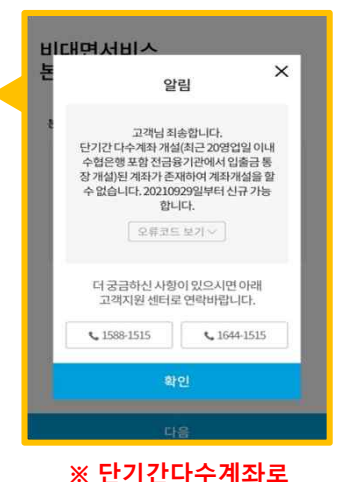 비대면서비스
본
알림
고객님 죄송합니다.
단기간 다수계좌 개설(최근 20영업일 이내
수협은행 포함 전금융기관에서 입출금 통
장 개설)된 계좌가 존재하여 계좌개설을 할
수 없습니다. 20210929일부터 신규 가능
합니다.
오류코드 보기
더 궁금하신 사항이 있으시면 아래
고객지원 센터로 연락바랍니다.
1588-1515 1644-1515
확인
다음
※ 단기간다수계좌로